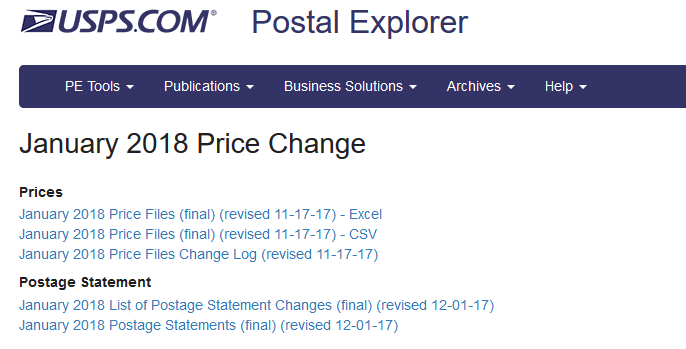 USPS.COM® Postal Explorer
PE Tools Publications Business Solutions Archives Help
January 2018 Price Change
Prices
January 2018 Price Files (final) (revised 11-17-17) - Excel
January 2018 Price Files (final) (revised 11-17-17) - CSV
January 2018 Price Files Change Log (revised 11-17-17)
Postage Statement
January 2018 List of Postage Statement Changes (final) (revised 12-01-17)
January 2018 Postage Statements (final) (revised 12-01-17)